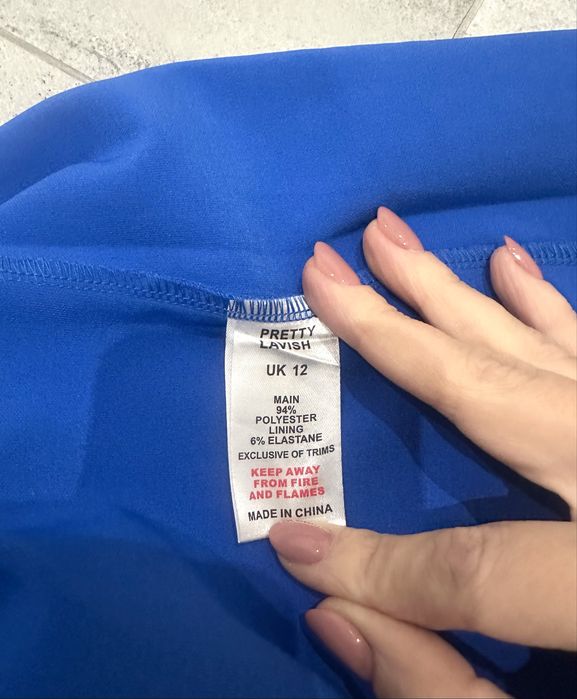 PRETTY
LAVISH
UK 12
MAIN
94%
POLYESTER
LINING
6% ELASTANE
EXCLUSIVE OF TRIMS
KEEP AWAY
FROM FIRE
AND FLAMES
MADE IN CHINA